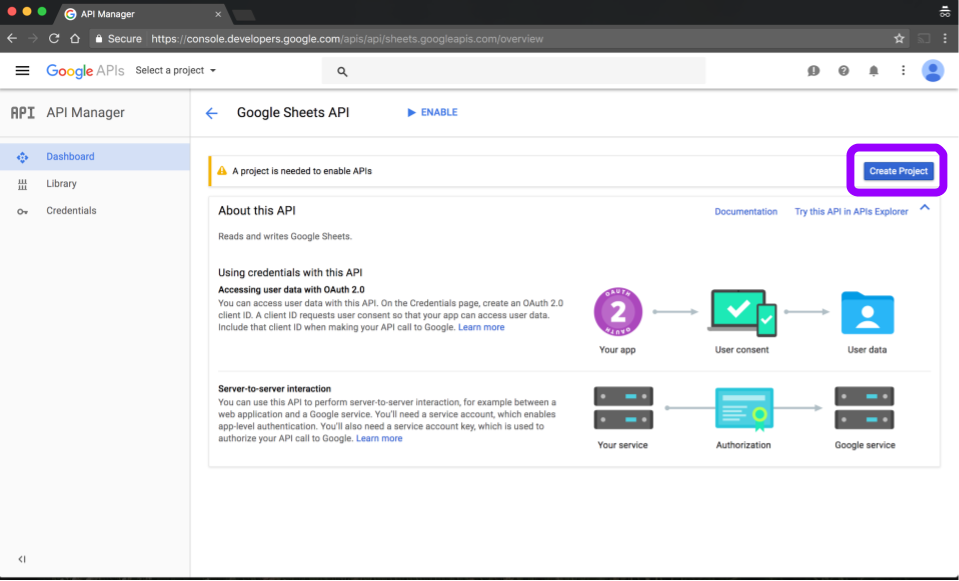 API Manager
Secure https://console.developers.google.com/apis/api/sheets.googleapis.com/overview
Google APIs Select a project
API API Manager
Google Sheets API
ENABLE
Dashboard
Library
Credentials
A project is needed to enable APIs
Create Project
About this API
Documentation
Try this API in APIs Explorer
Reads and writes Google Sheets.
Using credentials with this API
Accessing user data with OAuth 2.0
You can access user data with this API. On the Credentials page, create an OAuth 2.0
client ID. A client ID requests user consent so that your app can access user data.
Include that client ID when making your API call to Google. Learn more
OAUTH
2
OAUTH
Your app
User consent
User data
Server-to-server interaction
You can use this API to perform server-to-server interaction, for example between a
web application and a Google service. You'll need a service account, which enables
app-level authentication. You'll also need a service account key, which is used to
authorize your API call to Google. Learn more
Your service
Authorization
Google service